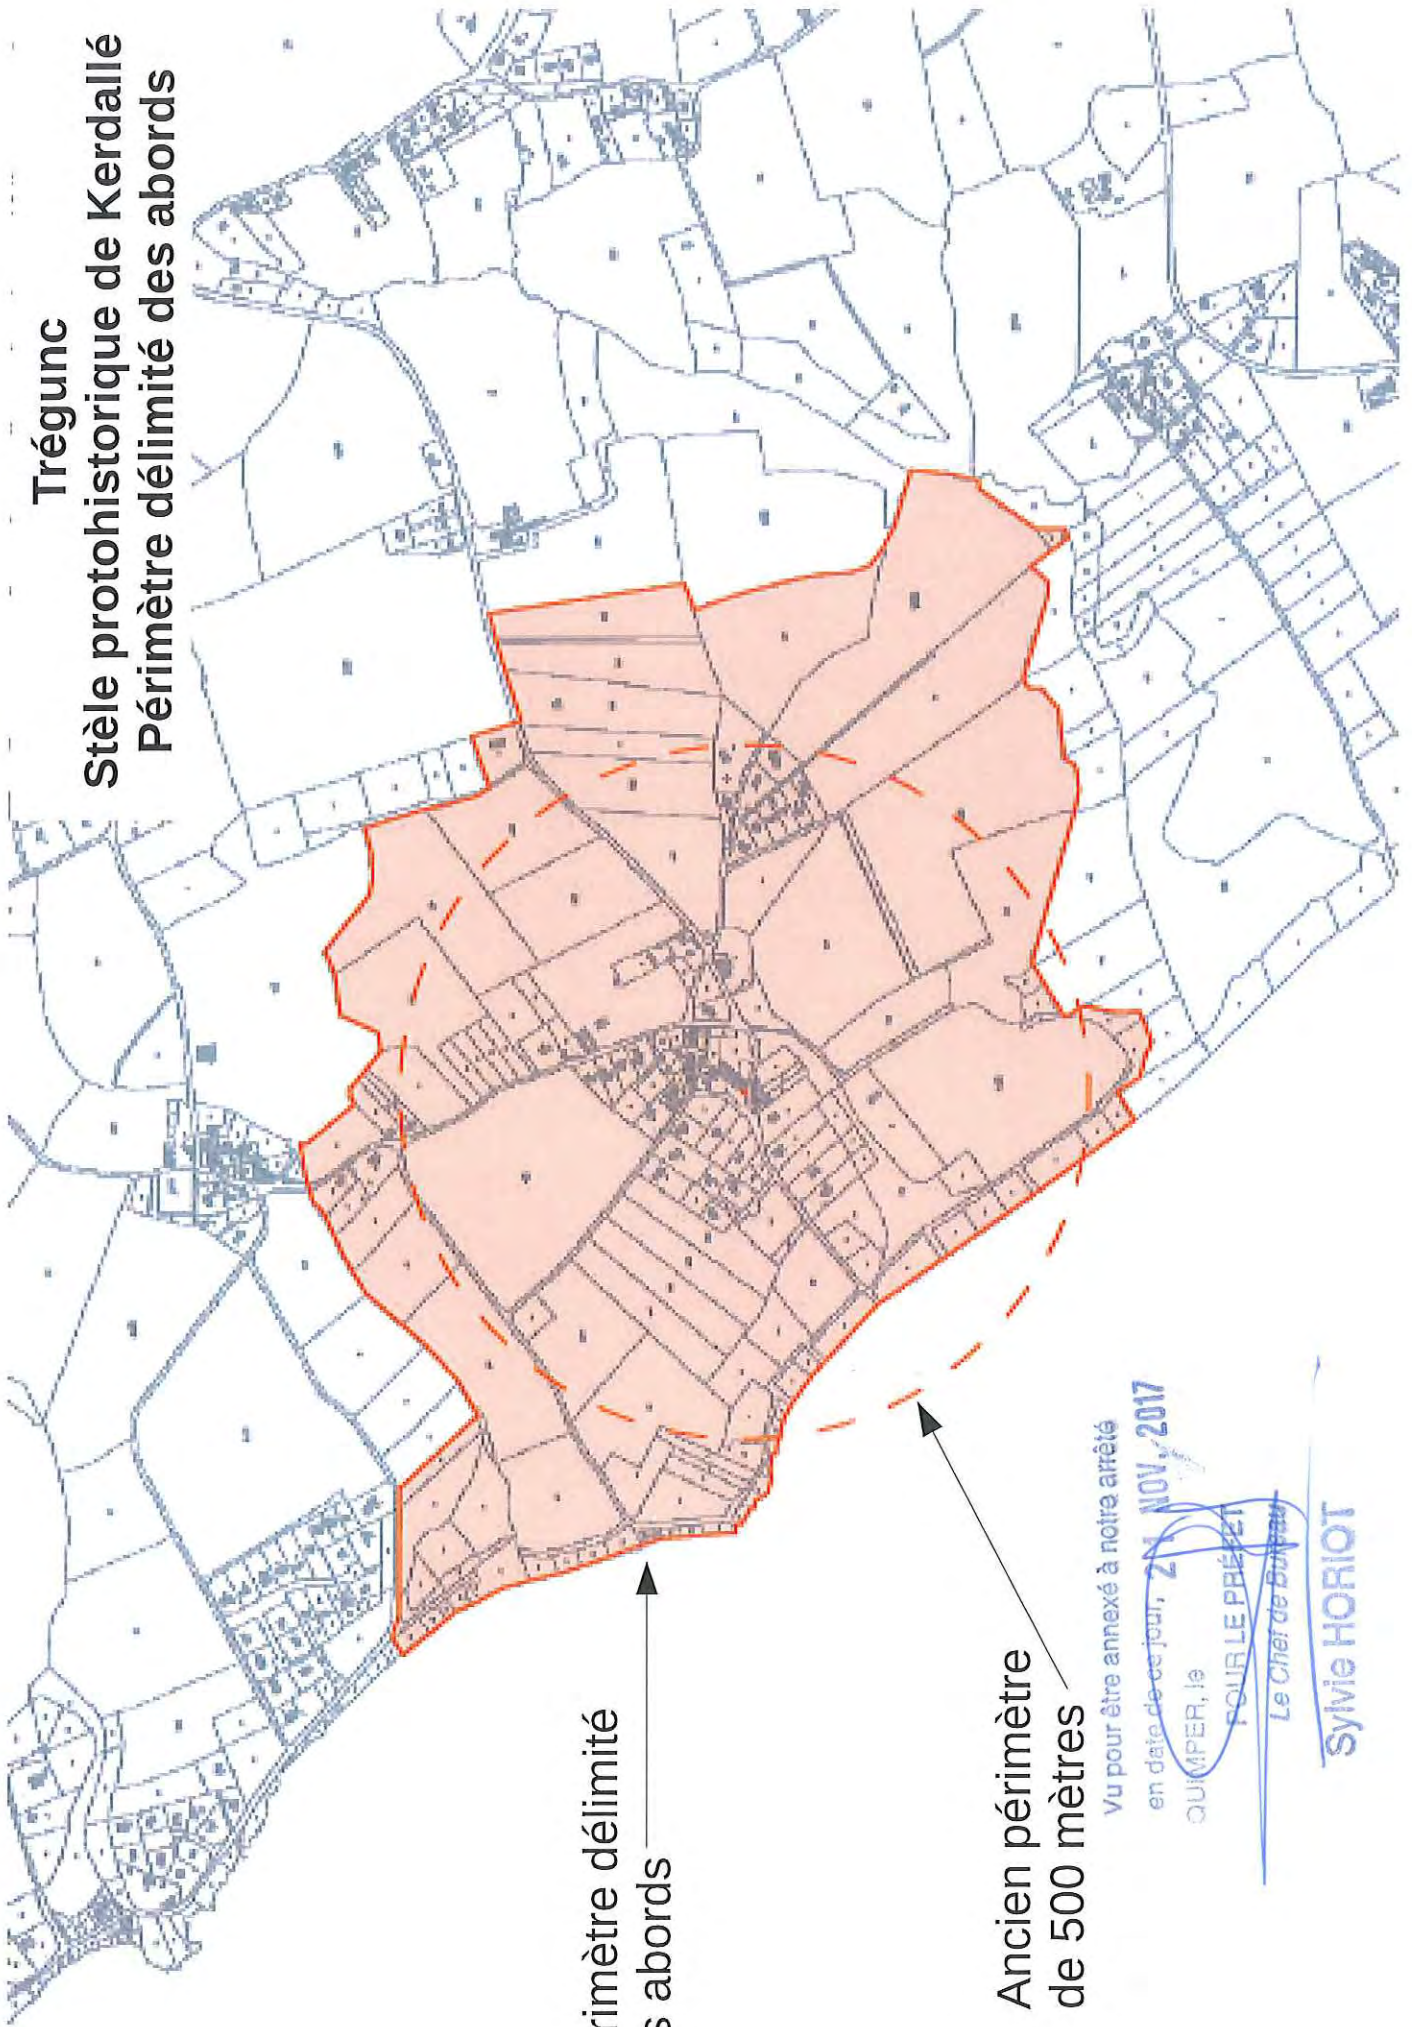 Trégunc
Stèle protohistorique de Kerdallé
Périmètre délimité des abords
rimètre délimité
s abords
Ancien périmètre
de 500 mètres
Vu pour être annexé à notre arrêté
en date de ce jour, 21 NOV. 2017
QUIMPER, le
POUR LE PRÉFET
Le Chef de Bureau
Sylvie HORIOT